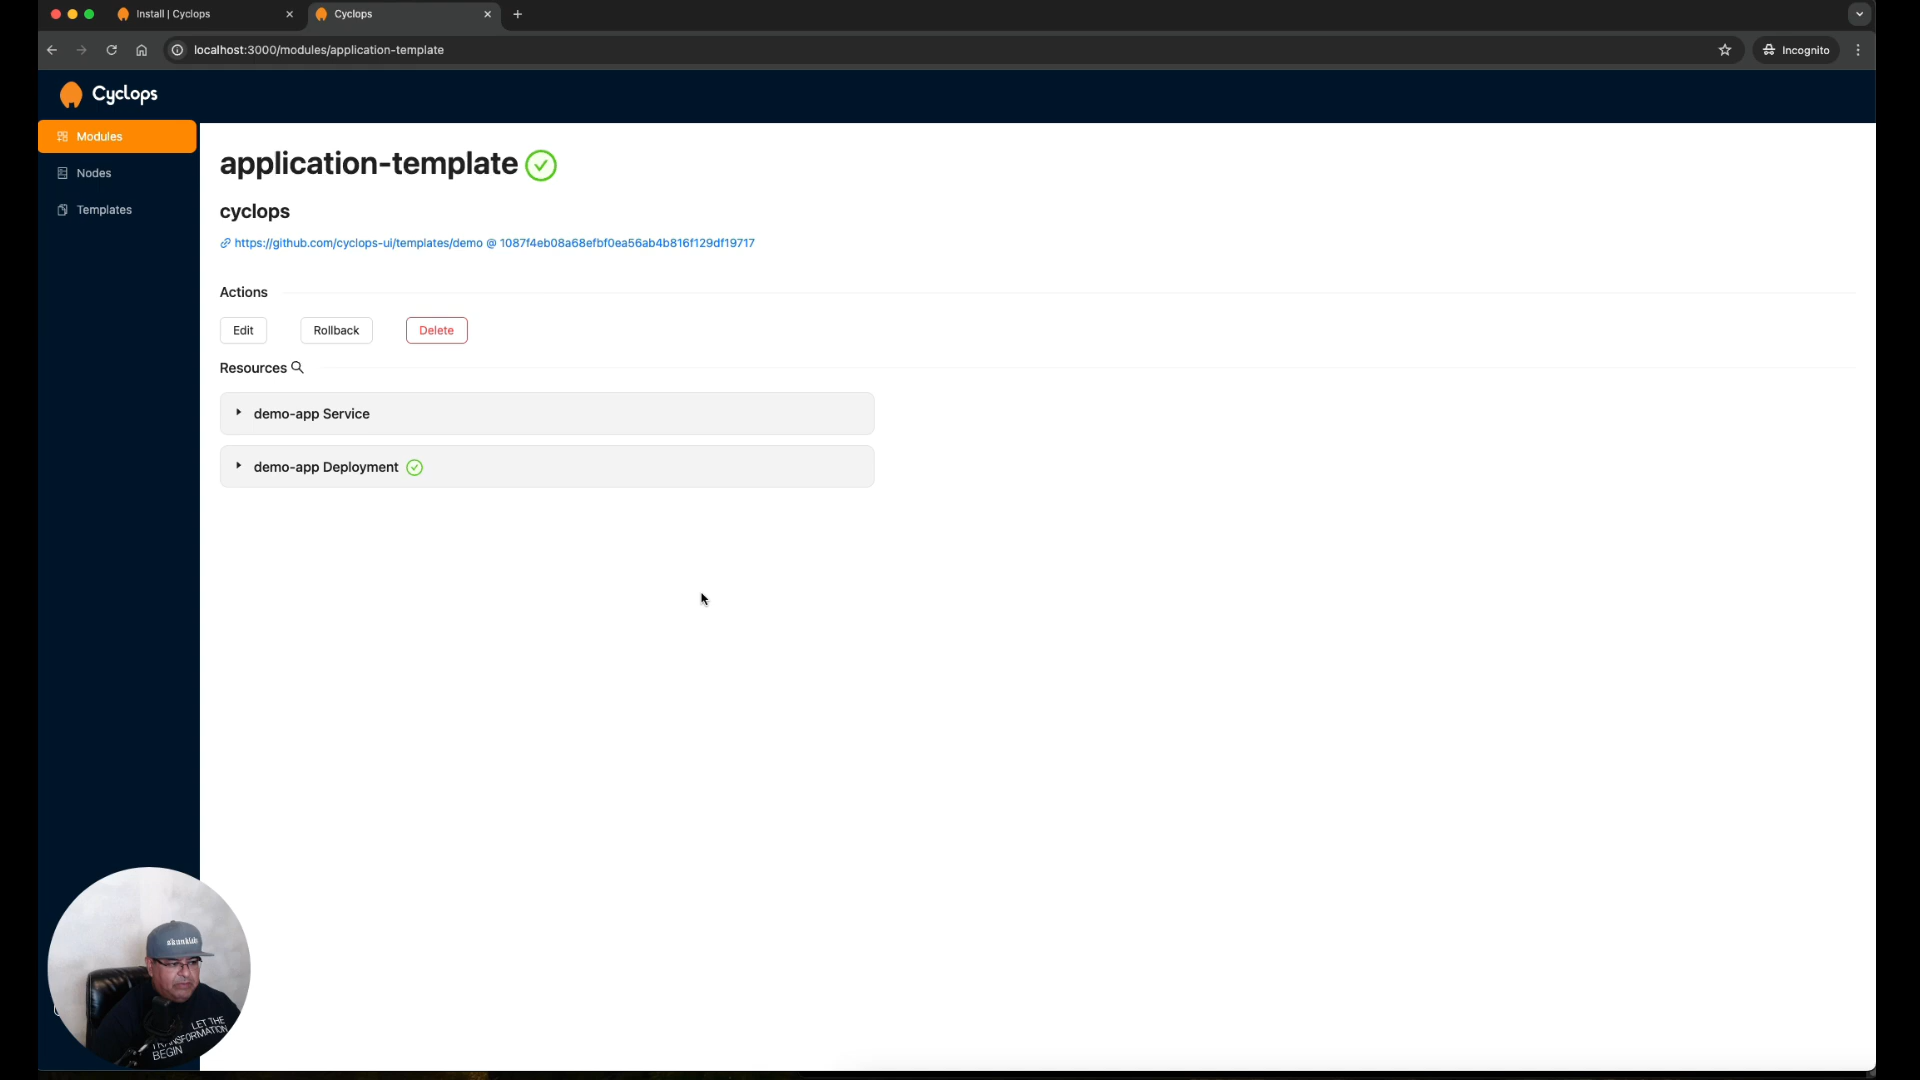 Install | Cyclops
Cyclops
localhost:3000/modules/application-template
Incognito
Cyclops
Modules
Nodes
Templates
application-template
cyclops
https://github.com/cyclops-ui/templates/demo @ 1087f4eb08a68efbf0ea56ab4b816f129df19717
Actions
Edit
Rollback
Delete
Resources
demo-app Service
demo-app Deployment
LET THE
TRANSFORMATION
BEGIN